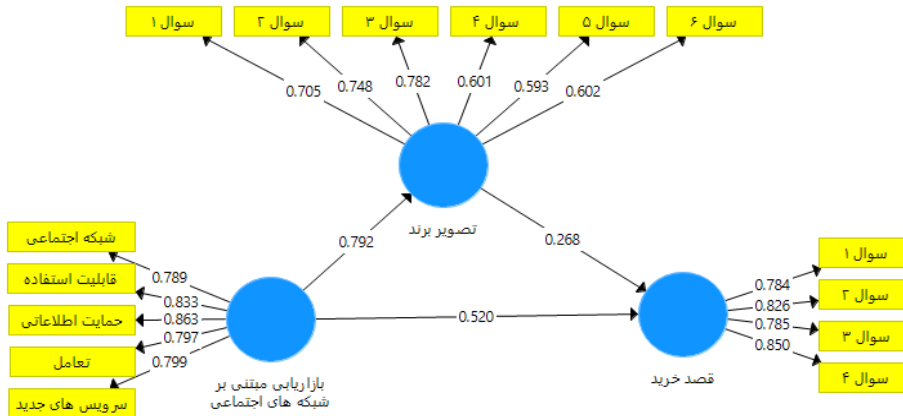 سوال ۱
سوال ۲
سوال ۳
سوال ۴
سوال ۵
سوال ۶
0.705
0.748
0.782
0.601
0.593
0.602
تصویر برند
0.792
0.268
شبکه اجتماعی
قابلیت استفاده
حمایت اطلاعاتی
تعامل
سرویس های جدید
0.789
0.833
0.863
0.797
0.799
بازاریابی مبتنی بر
شبکه های اجتماعی
0.520
قصد خرید
0.784
0.826
0.785
0.850
سوال ۱
سوال ۲
سوال ۳
سوال ۴